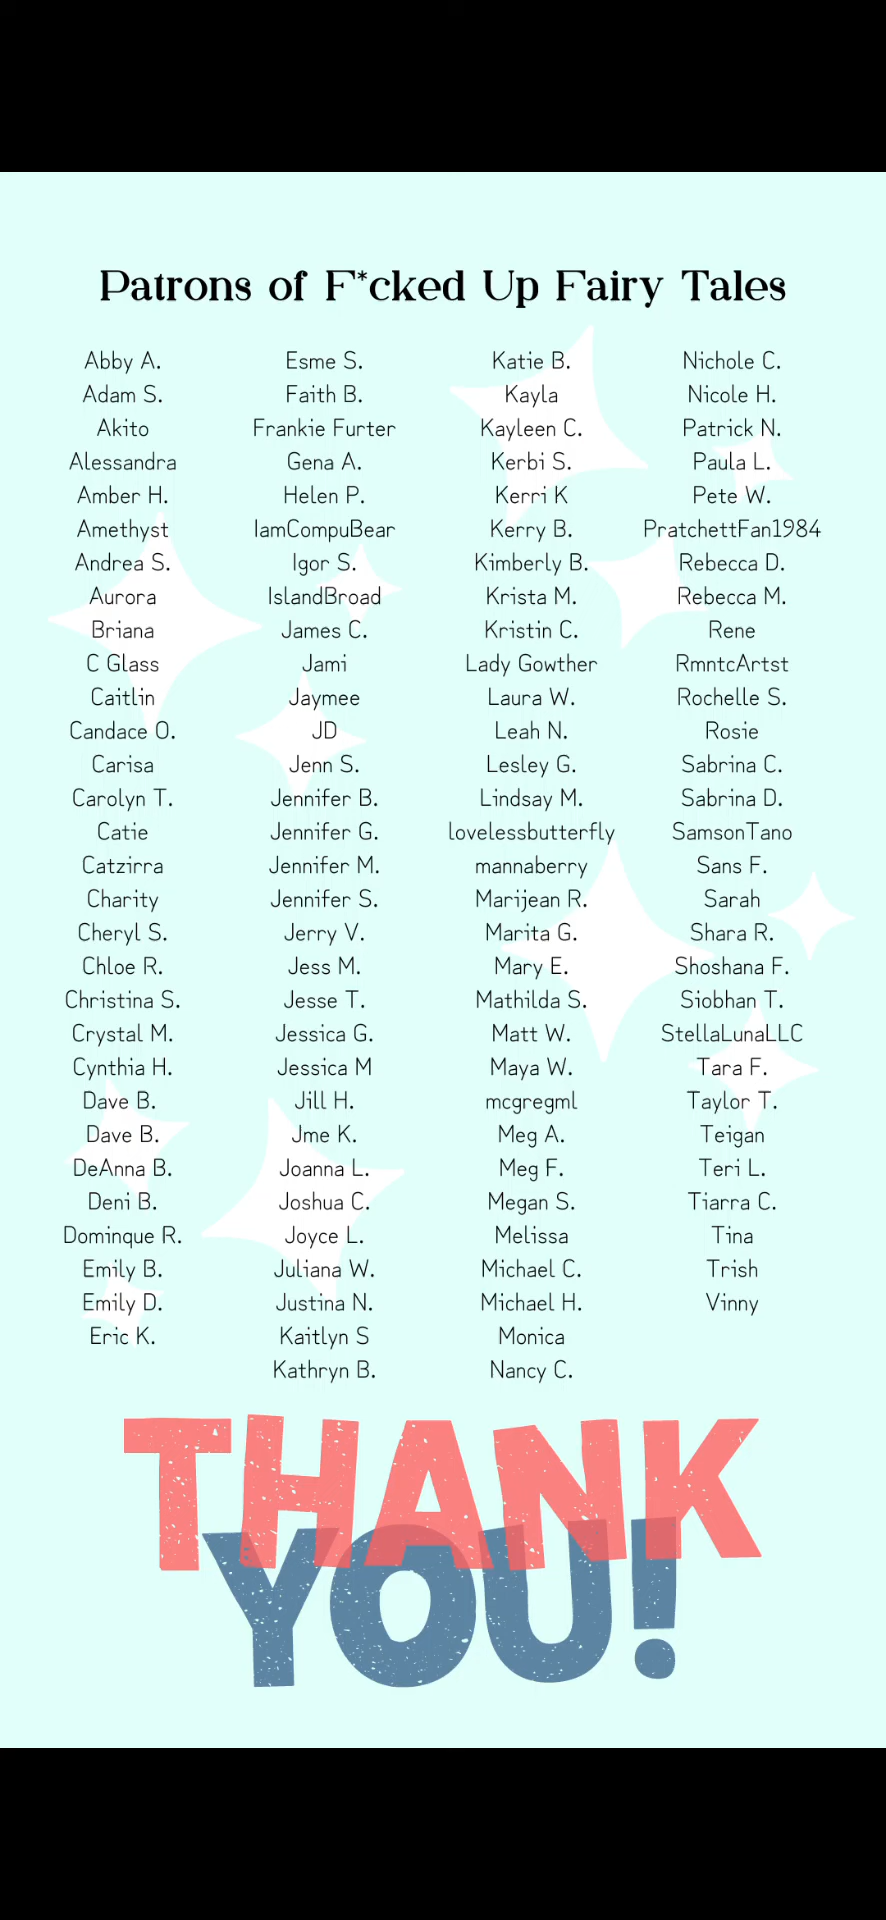 Patrons of F*cked Up Fairy Tales
Abby A.
Adam S.
Akito
Alessandra
Amber H.
Amethyst
Andrea S.
Aurora
Briana
C Glass
Caitlin
Candace O.
Carisa
Carolyn T.
Catie
Catzirra
Charity
Cheryl S.
Chloe R.
Christina S.
Crystal M.
Cynthia H.
Dave B.
Dave B.
DeAnna B.
Deni B.
Dominque R.
Emily B.
Emily D.
Eric K.
Esme S.
Faith B.
Frankie Furter
Gena A.
Helen P.
IamCompuBear
Igor S.
IslandBroad
James C.
Jami
Jaymee
JD
Jenn S.
Jennifer B.
Jennifer G.
Jennifer M.
Jennifer S.
Jerry V.
Jess M.
Jesse T.
Jessica G.
Jessica M
Jill H.
Jme K.
Joanna L.
Joshua C.
Joyce L.
Juliana W.
Justina N.
Kaitlyn S
Kathryn B.
Katie B.
Kayla
Kayleen C.
Kerbi S.
Kerri K
Kerry B.
Kimberly B.
Krista M.
Kristin C.
Lady Gowther
Laura W.
Leah N.
Lesley G.
Lindsay M.
lovelessbutterfly
mannaberry
Marijean R.
Marita G.
Mary E.
Mathilda S.
Matt W.
Maya W.
mcgregml
Meg A.
Meg F.
Megan S.
Melissa
Michael C.
Michael H.
Monica
Nancy C.
Nichole C.
Nicole H.
Patrick N.
Paula L.
Pete W.
PratchettFan1984
Rebecca D.
Rebecca M.
Rene
RmntcArtst
Rochelle S.
Rosie
Sabrina C.
Sabrina D.
SamsonTano
Sans F.
Sarah
Shara R.
Shoshana F.
Siobhan T.
StellaLunaLLC
Tara F.
Taylor T.
Teigan
Teri L.
Tiarra C.
Tina
Trish
Vinny
THANK
YOU!